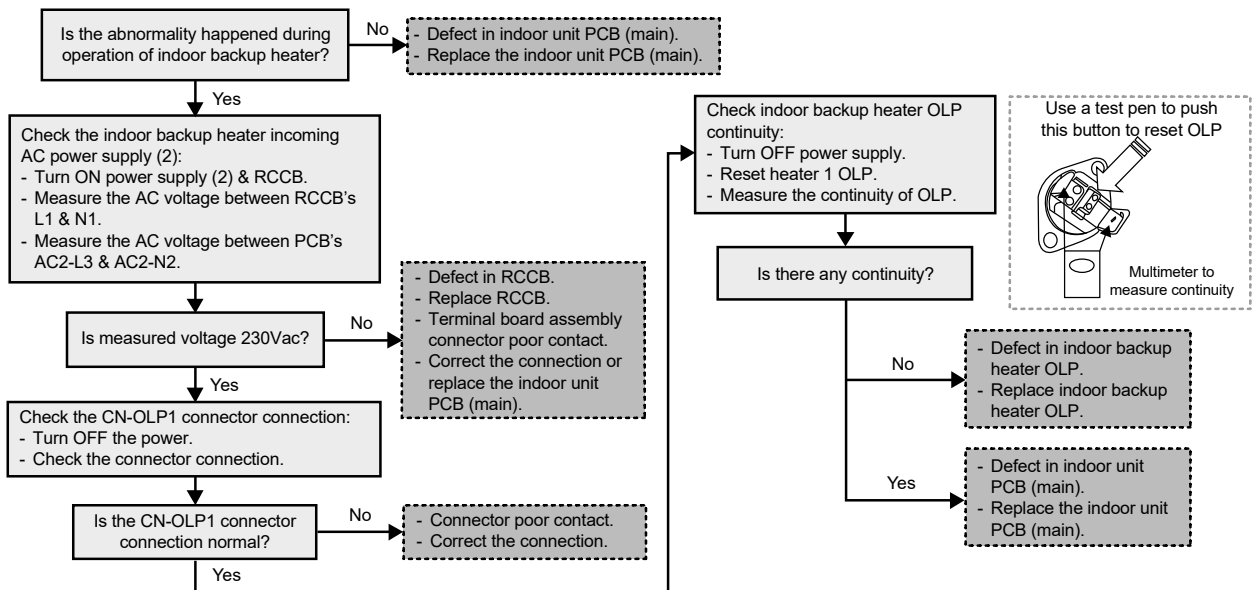 Is the abnormality happened during
operation of indoor backup heater?
No
- Defect in indoor unit PCB (main).
- Replace the indoor unit PCB (main).
Yes
Check the indoor backup heater incoming
AC power supply (2):
- Turn ON power supply (2) & RCCB.
- Measure the AC voltage between RCCB's
L1 & N1.
- Measure the AC voltage between PCB's
AC2-L3 & AC2-N2.
Is measured voltage 230Vac?
No
- Defect in RCCB.
- Replace RCCB.
- Terminal board assembly
connector poor contact.
- Correct the connection or
replace the indoor unit
PCB (main).
Yes
Check the CN-OLP1 connector connection:
- Turn OFF the power.
- Check the connector connection.
Is the CN-OLP1 connector
connection normal?
No
- Connector poor contact.
- Correct the connection.
Yes
Check indoor backup heater OLP
continuity:
- Turn OFF power supply.
- Reset heater 1 OLP.
- Measure the continuity of OLP.
Use a test pen to push
this button to reset OLP
Multimeter to
measure continuity
Is there any continuity?
No
- Defect in indoor backup
heater OLP.
- Replace indoor backup
heater OLP.
Yes
- Defect in indoor unit
PCB (main).
- Replace the indoor unit
PCB (main).